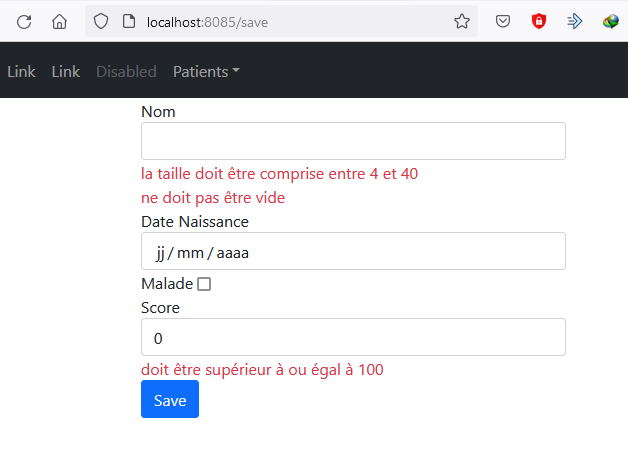 localhost:8085/save
Link Link Disabled Patients
Nom
la taille doit être comprise entre 4 et 40
ne doit pas être vide
Date Naissance
jj / mm / aaaa
Malade
Score
0
doit être supérieur à ou égal à 100
Save